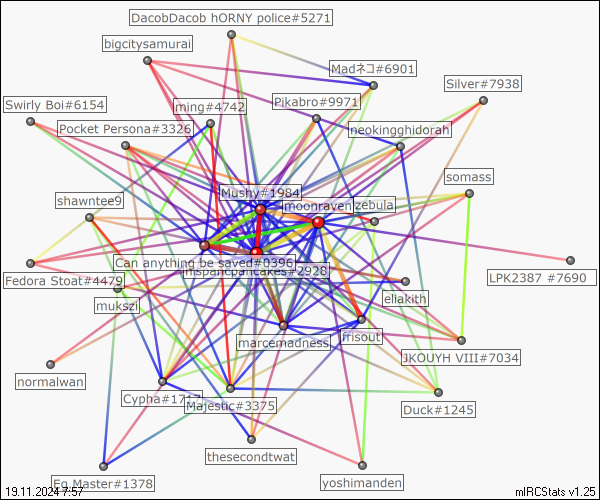 DacobDacob hORNY police#5271
bigcitysamurai
Madネコ#6901
Silver#7938
Swirly Boi#6154
ming#4742
Pikabro#9971
Pocket Persona#3326
neokingghidorah
somass
Mushy#1984
shawntee9
moonraven
zebula
Can anything be saved#0396
mspancpancakes#2928
Fedora Stoat#4479
LPK2387 #7690
mukszi
eliakith
marcemadness
frisout
JKOUYH VIII#7034
normalwan
Cypha#1717
Majestic#3375
Duck#1245
thesecondtwat
Eg.Master#1378
yoshimanden
19.11.2024 7:57
mIRCStats v1.25